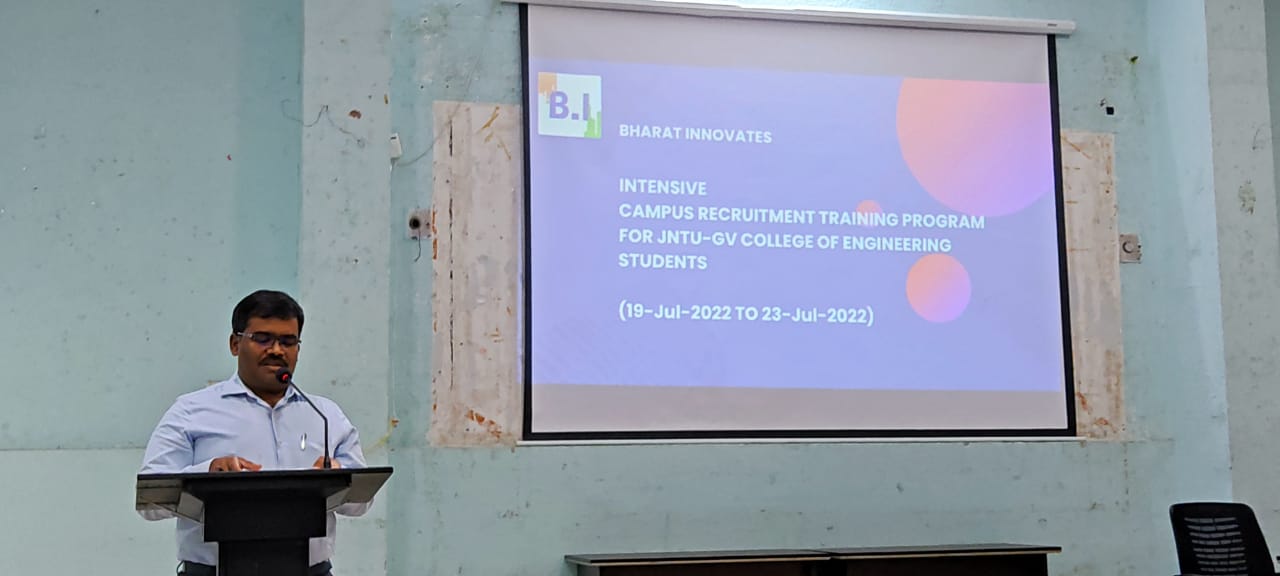 B.I
BHARAT INNOVATES
INTENSIVE
CAMPUS RECRUITMENT TRAINING PROGRAM
FOR JNTU-GV COLLEGE OF ENGINEERING
STUDENTS
(19-Jul-2022 TO 23-Jul-2022)